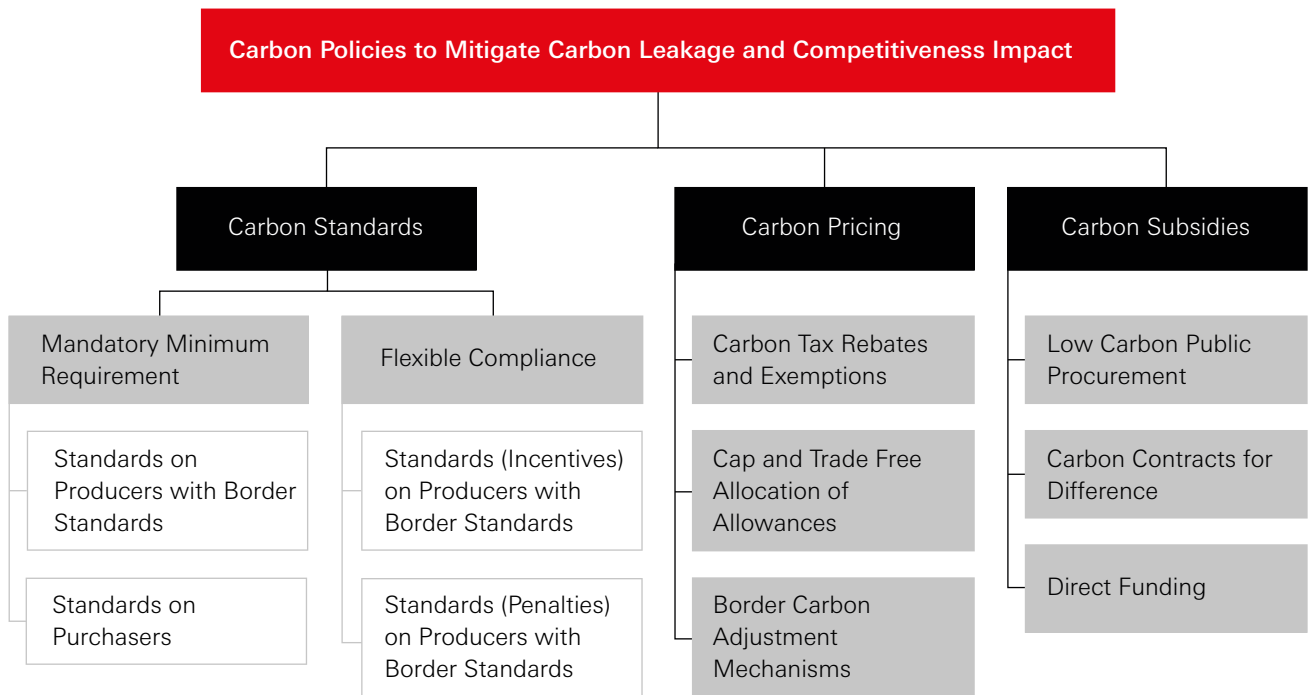 Carbon Policies to Mitigate Carbon Leakage and Competitiveness Impact
Carbon Standards
Carbon Pricing
Carbon Subsidies
Mandatory Minimum
Requirement
Standards on
Producers with Border
Standards
Standards on
Purchasers
Flexible Compliance
Standards (Incentives)
on Producers with
Border Standards
Standards (Penalties)
on Producers with
Border Standards
Carbon Tax Rebates
and Exemptions
Cap and Trade Free
Allocation of
Allowances
Border Carbon
Adjustment
Mechanisms
Low Carbon Public
Procurement
Carbon Contracts for
Difference
Direct Funding